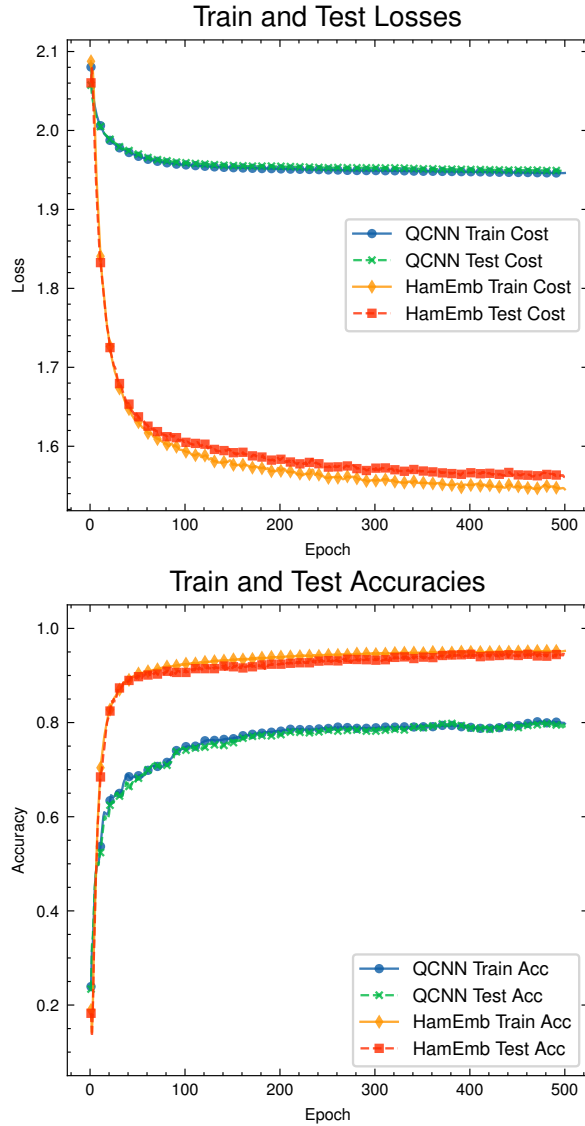 Train and Test Losses
2.1
2.0
1.9
1.8
1.7
1.6
Loss
QCNN Train Cost
QCNN Test Cost
HamEmb Train Cost
HamEmb Test Cost
0 100 200 300 400 500
Epoch
Train and Test Accuracies
1.0
0.8
0.6
0.4
0.2
Accuracy
QCNN Train Acc
QCNN Test Acc
HamEmb Train Acc
HamEmb Test Acc
0 100 200 300 400 500
Epoch